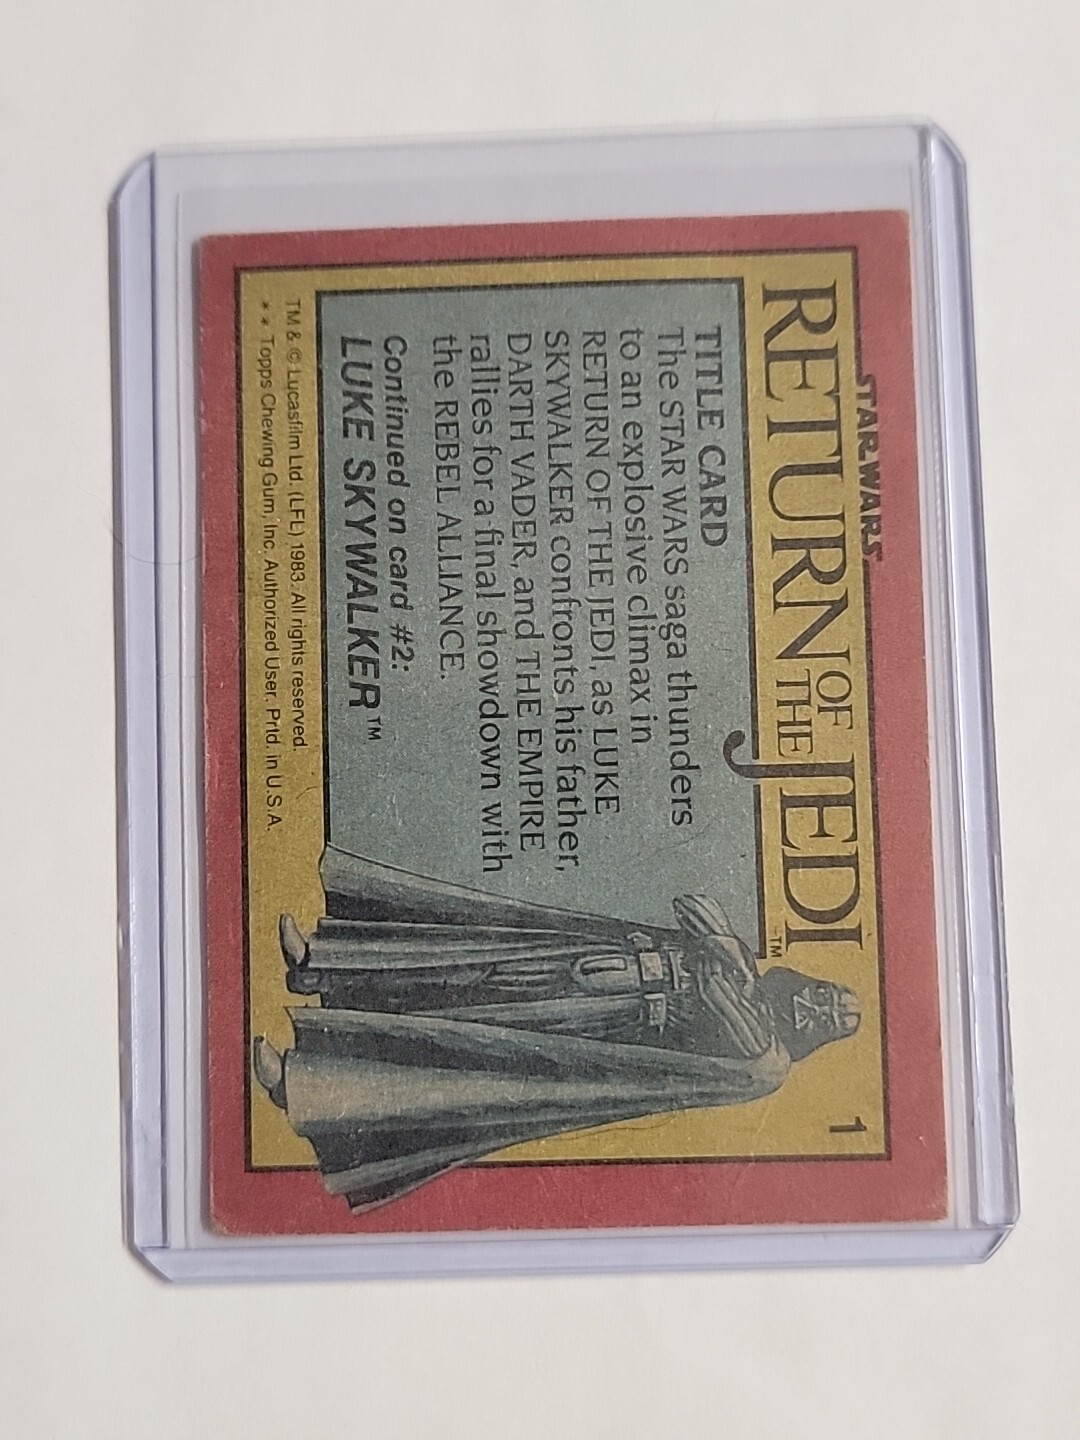 STAR WARS
RETURN OF THE JEDI™
1
TITLE CARD
The STAR WARS saga thunders
to an explosive climax in
RETURN OF THE JEDI, as LUKE
SKYWALKER confronts his father,
DARTH VADER, and THE EMPIRE
rallies for a final showdown with
the REBEL ALLIANCE.
Continued on card #2:
LUKE SKYWALKER™
TM & © Lucasfilm Ltd. (LFL) 1983. All rights reserved.
* * Topps Chewing Gum, Inc. Authorized User. Prtd. in U.S.A.